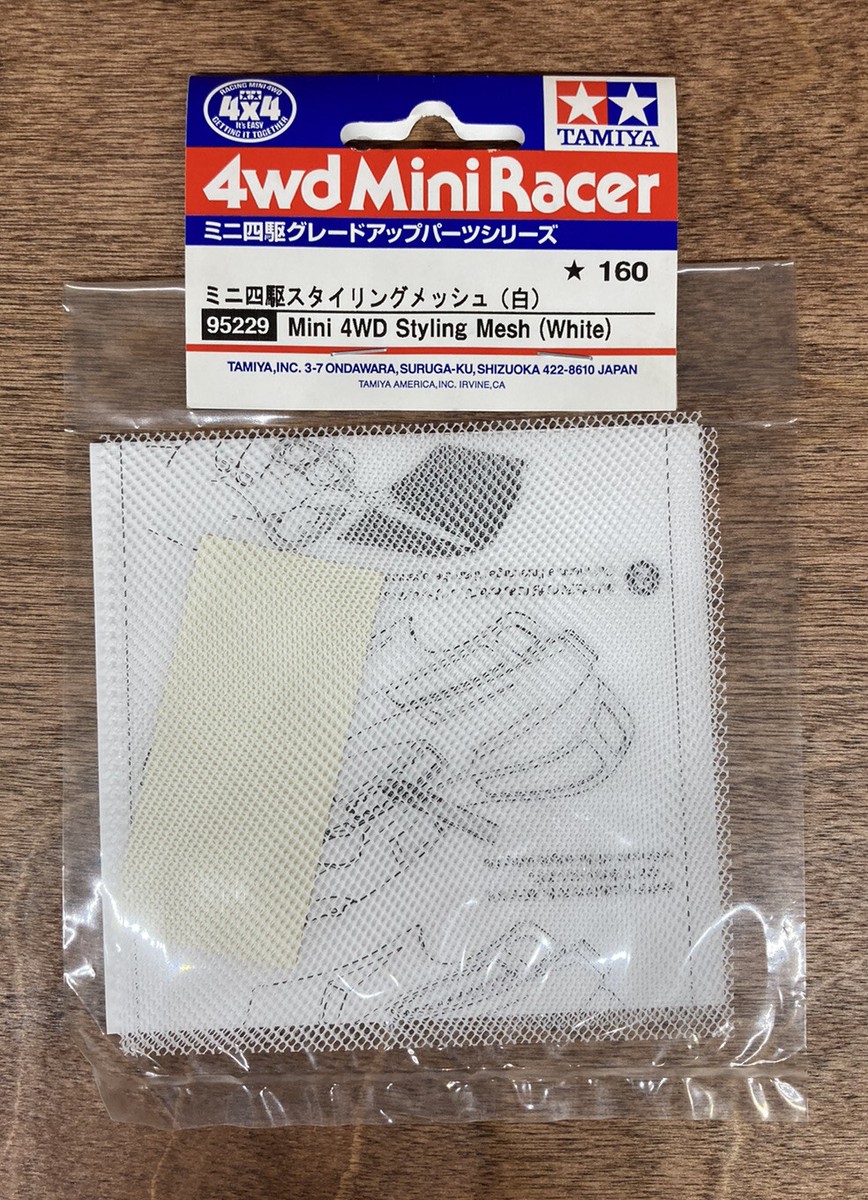 RACING MINI 4WD
4x4
It's EASY
GETTING IT TOGETHER
TAMIYA
4wd Mini Racer
ミニ四駆グレードアップパーツシリーズ
★ 160
ミニ四駆スタイリングメッシュ（白）
95229 Mini 4WD Styling Mesh (White)
TAMIYA,INC. 3-7 ONDAWARA, SURUGA-KU, SHIZUOKA 422-8610 JAPAN
TAMIYA AMERICA,INC. IRVINE,CA